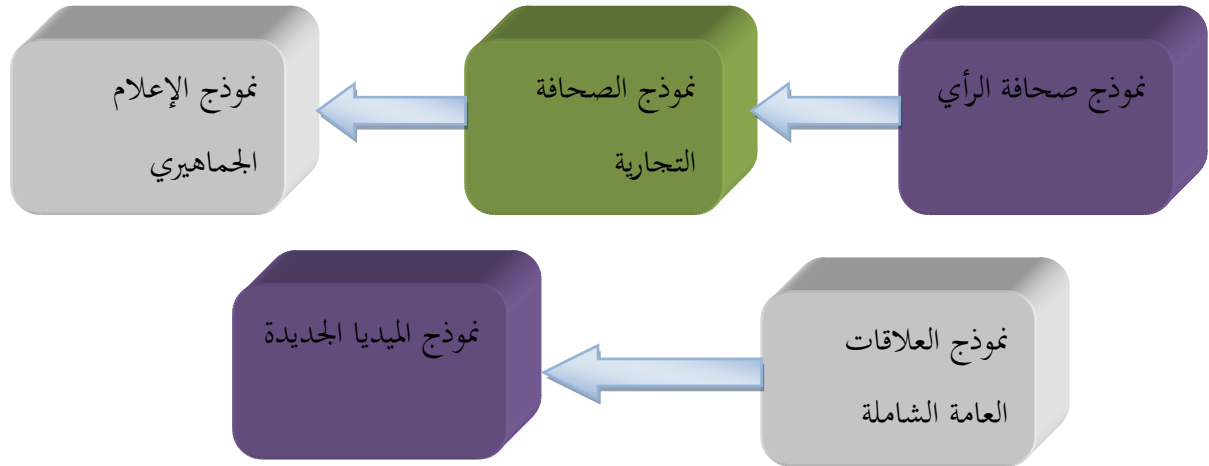 نموذج صحافة الرأي
نموذج الصحافة
التجارية
نموذج الإعلام
الجماهيري
نموذج العلاقات
العامة الشاملة
نموذج الميديا الجديدة